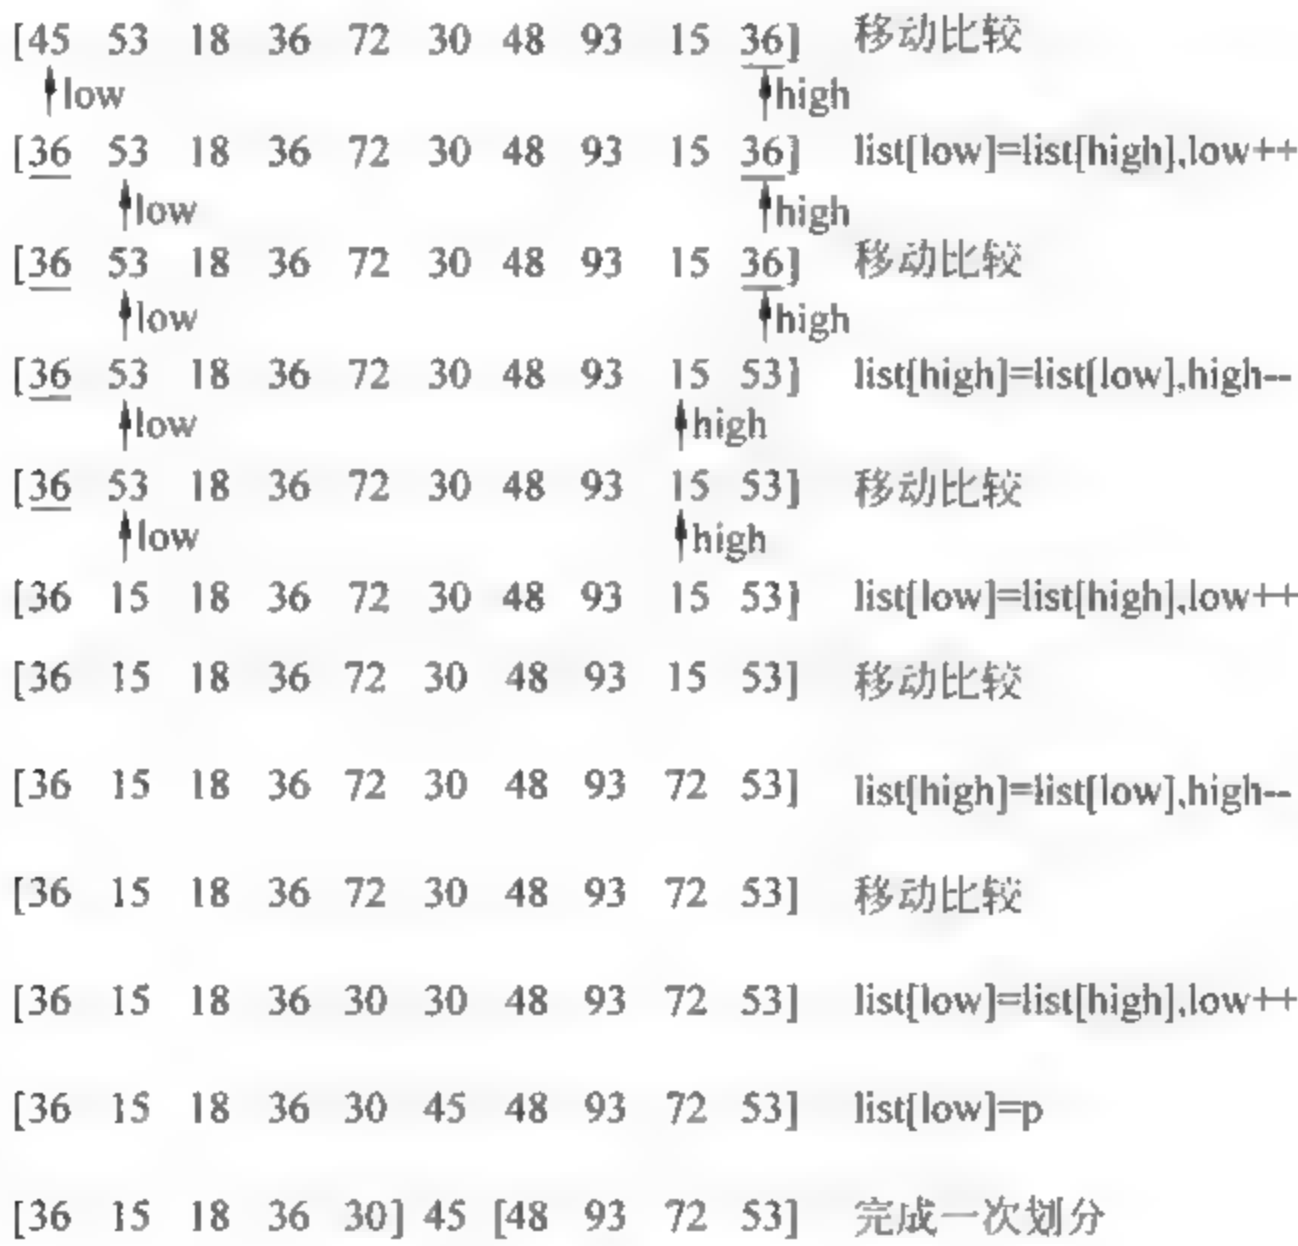 [45 53 18 36 72 30 48 93 15 36] 移动比较
low high
[36 53 18 36 72 30 48 93 15 36] list[low]=list[high],low++
low high
[36 53 18 36 72 30 48 93 15 36] 移动比较
low high
[36 53 18 36 72 30 48 93 15 53] list[high]=list[low],high--
low high
[36 53 18 36 72 30 48 93 15 53] 移动比较
low high
[36 15 18 36 72 30 48 93 15 53] list[low]=list[high],low++
[36 15 18 36 72 30 48 93 15 53] 移动比较
[36 15 18 36 72 30 48 93 72 53] list[high]=list[low],high--
[36 15 18 36 72 30 48 93 72 53] 移动比较
[36 15 18 36 30 30 48 93 72 53] list[low]=list[high],low++
[36 15 18 36 30 45 48 93 72 53] list[low]=p
[36 15 18 36 30] 45 [48 93 72 53] 完成一次划分